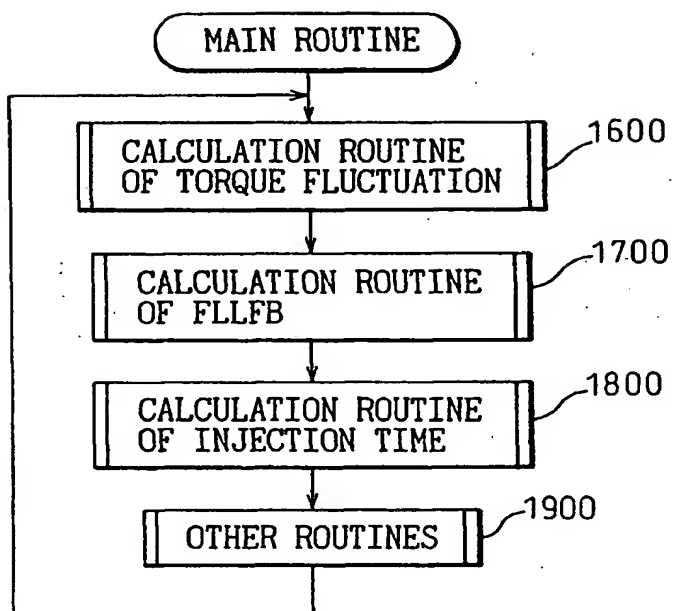 MAIN ROUTINE
CALCULATION ROUTINE
OF TORQUE FLUCTUATION
1600
CALCULATION ROUTINE
OF FLLFB
1700
CALCULATION ROUTINE
OF INJECTION TIME
1800
OTHER ROUTINES
1900